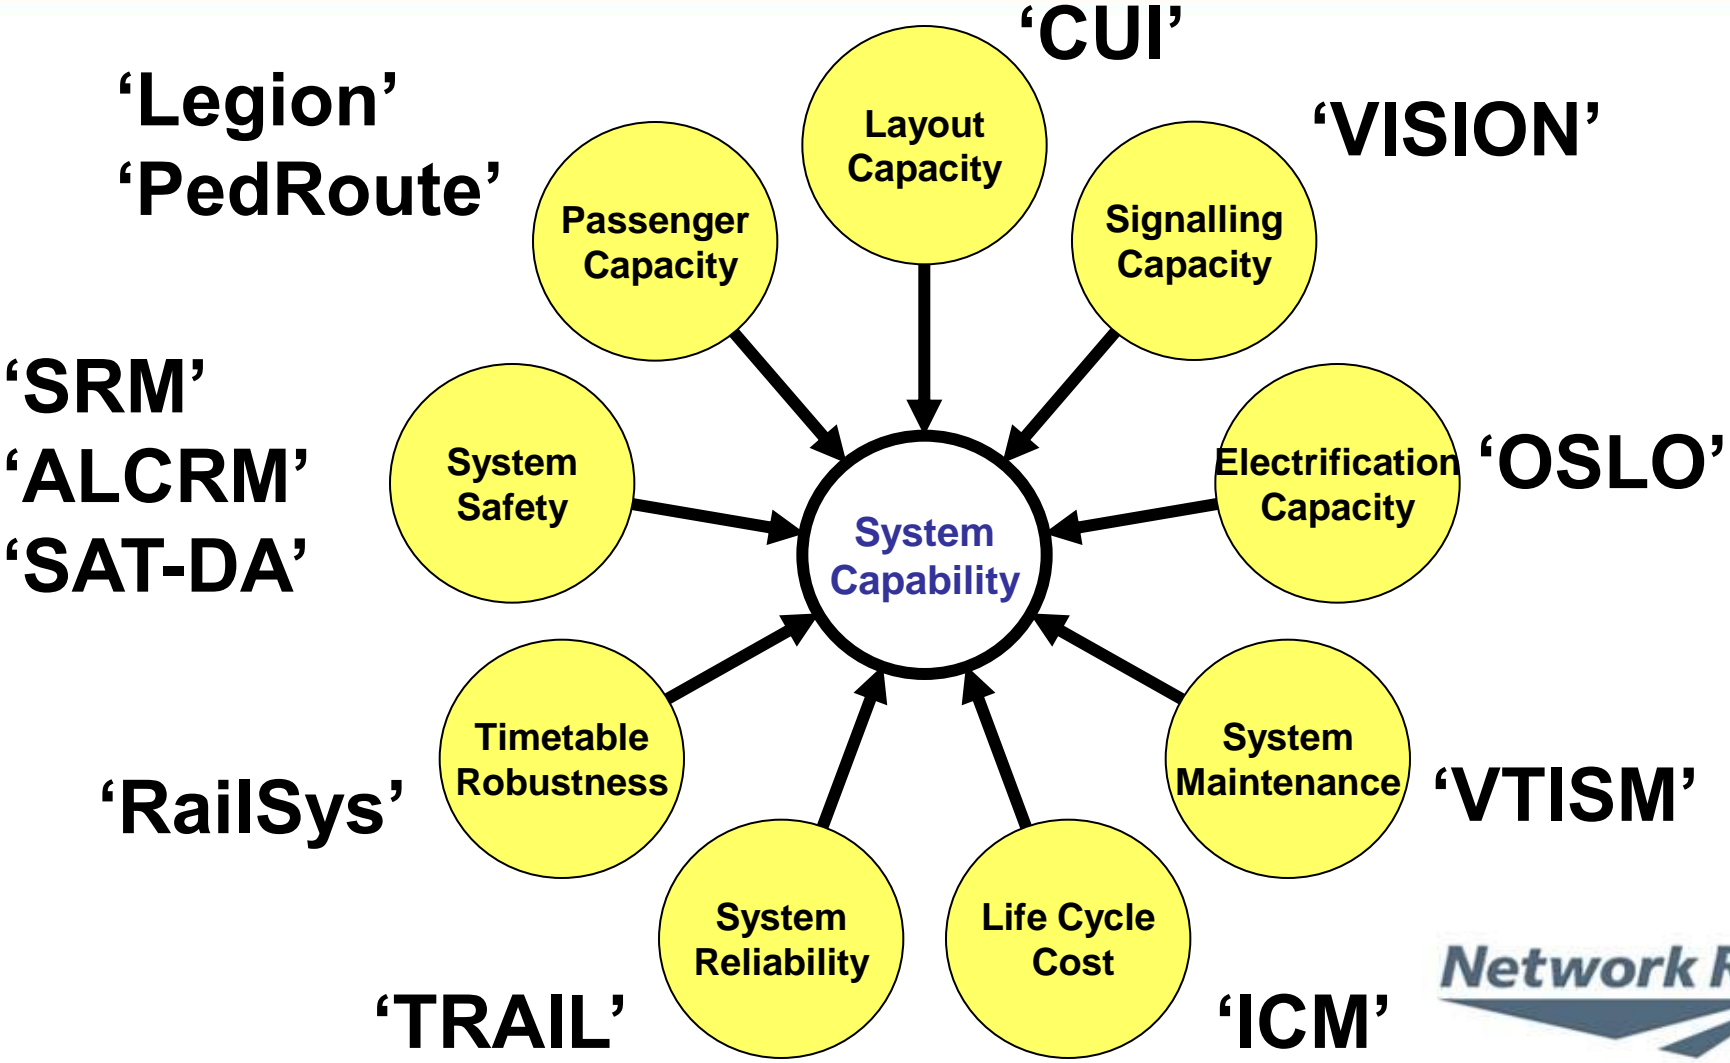 ‘CUI’
‘Legion’
‘PedRoute’
Layout
Capacity
‘VISION’
Passenger
Capacity
Signalling
Capacity
‘SRM’
‘ALCRM’
‘SAT-DA’
System
Safety
Electrification
Capacity
‘OSLO’
System
Capability
Timetable
Robustness
‘RailSys’
System
Maintenance
‘VTISM’
System
Reliability
‘TRAIL’
Life Cycle
Cost
‘ICM’
Network